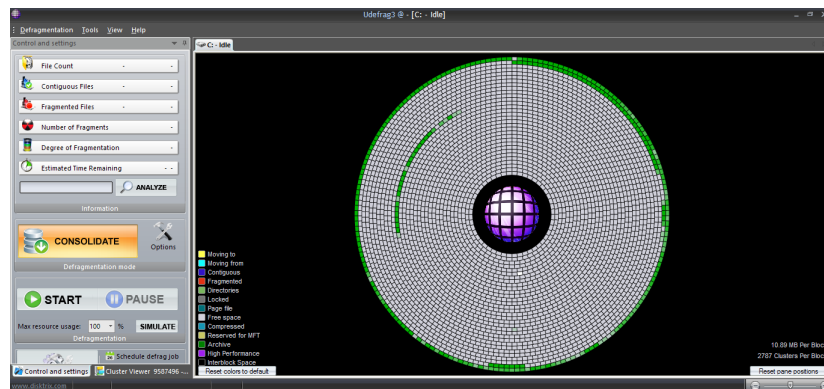 Udefrag3 @ - [C: - Idle]
Defragmentation Tools View Help
Control and settings
C: - Idle
File Count - -
Contiguous Files - -
Fragmented Files - -
Number of Fragments -
Degree of Fragmentation -
Estimated Time Remaining - -
ANALYZE
Information
CONSOLIDATE
Options
Defragmentation mode
START
PAUSE
Max resource usage: 100 % SIMULATE
Defragmentation
Schedule defrag job
Control and settings
Cluster Viewer 9587496 -...
www.disktrix.com
Moving to
Moving from
Contiguous
Fragmented
Directories
Locked
Page file
Free space
Compressed
Reserved for MFT
Archive
High Performance
Interblock Space
Reset colors to default
10.89 MB Per Bloc
2787 Clusters Per Bloc
Reset pane positions